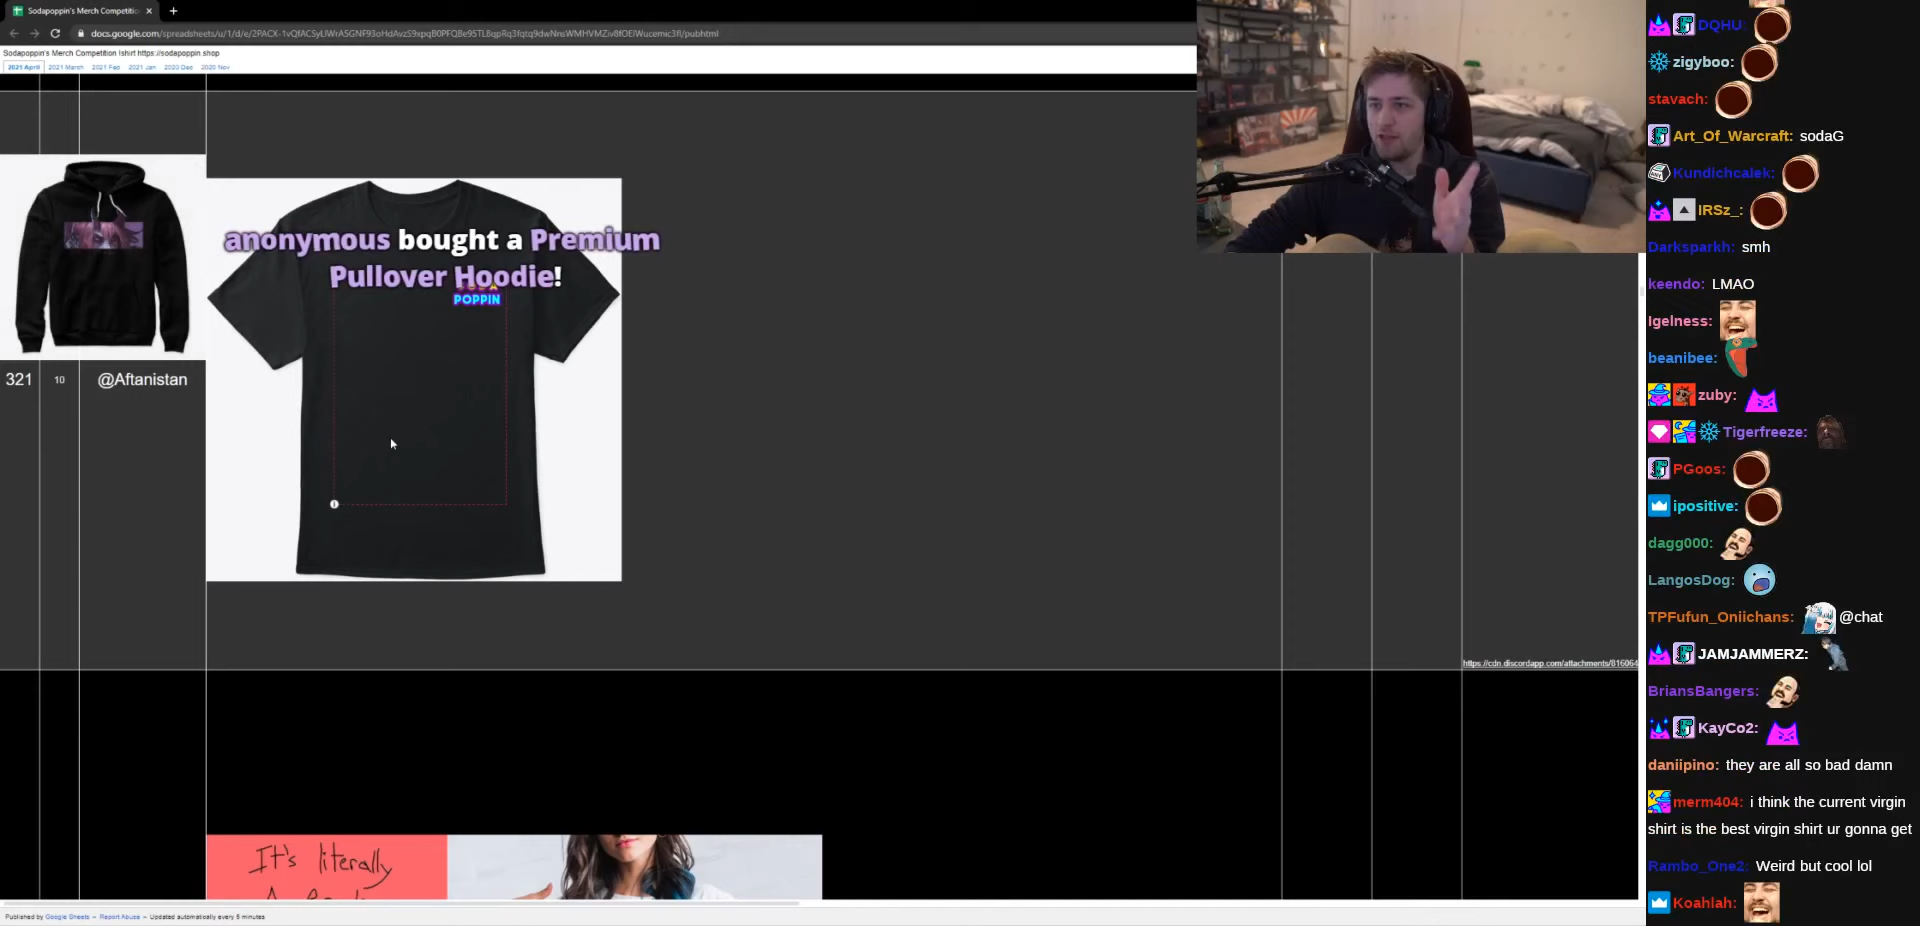 Sodapoppin's Merch Competitio
docs.google.com/spreadsheets/u/1/d/e/2PACX-1vQfACSyLlWrA5GNF93oHdAvzS9xpqB0PFQBe95TL8qpRq3fqtq9dwNnsWMHVMZiv8fOEIWucemic3fl/pubhtml
Sodapoppin's Merch Competition !shirt https://sodapoppin.shop
2021 April 2021 March 2021 Feb 2021 Jan 2020 Dec 2020 Nov
anonymous bought a Premium
Pullover Hoodie!
POPPIN
321 10 @Aftanistan
https://cdn.discordapp.com/attachments/816064
It's literally
Published by Google Sheets – Report Abuse – Updated automatically every 5 minutes
DQHU:
zigyboo:
stavach:
Art_Of_Warcraft: sodaG
Kundichcalek:
IRSz_:
Darksparkh: smh
keendo: LMAO
Igelness:
beanibee:
zuby:
Tigerfreeze:
PGoos:
ipositive:
dagg000:
LangosDog:
TPFufun_Oniichans: @chat
JAMJAMMERZ:
BriansBangers:
KayCo2:
daniipino: they are all so bad damn
merm404: i think the current virgin
shirt is the best virgin shirt ur gonna get
Rambo_One2: Weird but cool lol
Koahlah: